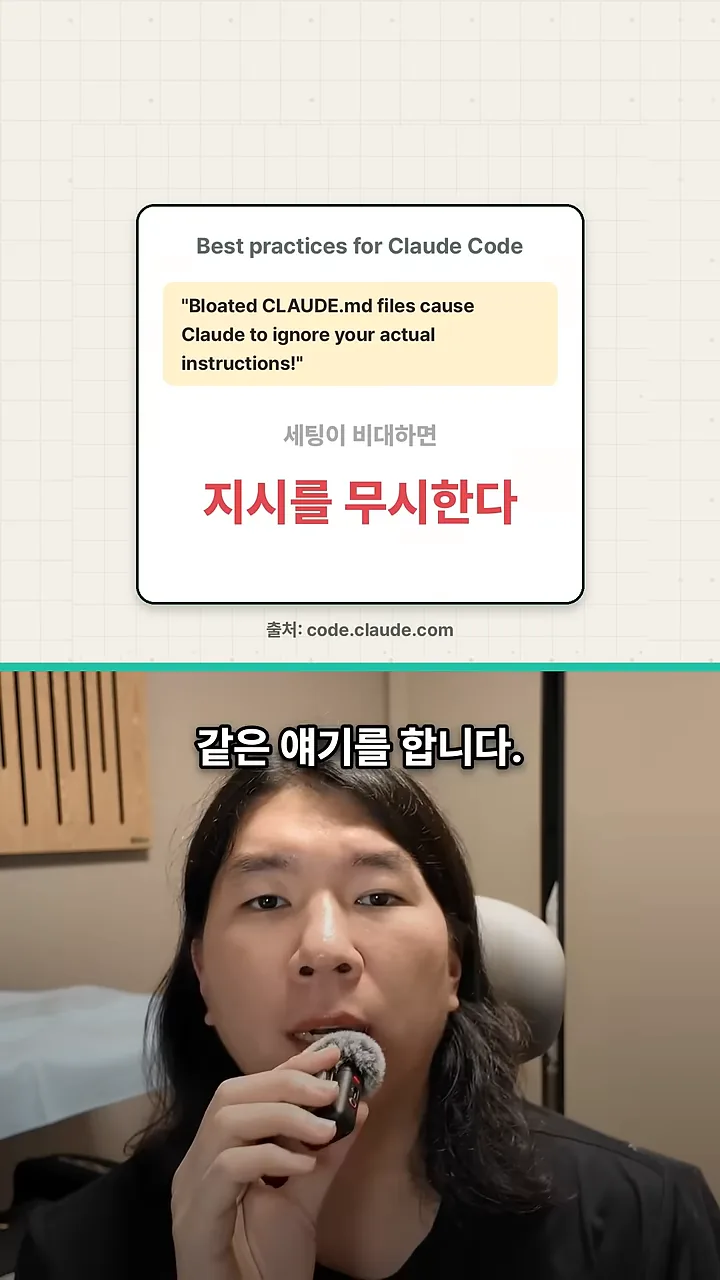 Best practices for Claude Code
"Bloated CLAUDE.md files cause
Claude to ignore your actual
instructions!"
세팅이 비대하면
지시를 무시한다
출처: code.claude.com
같은 얘기를 합니다.